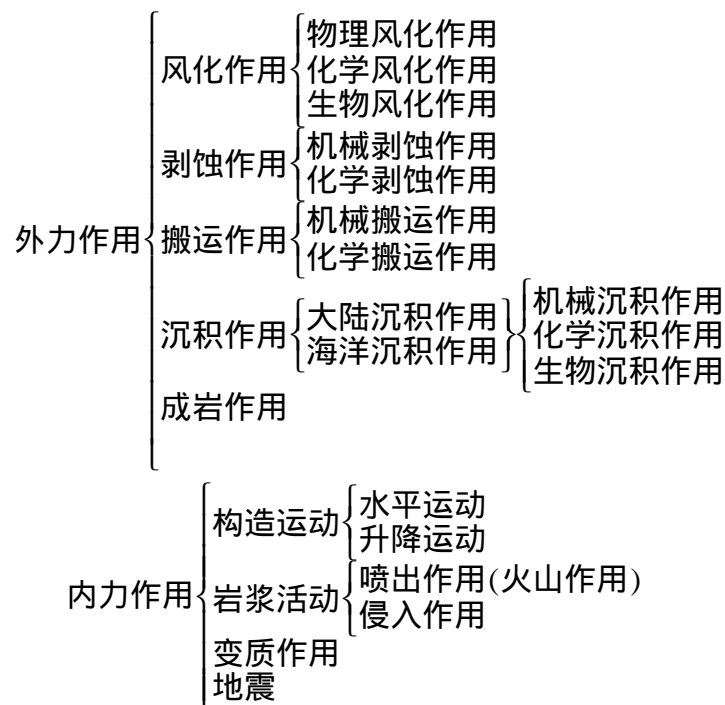 外力作用
风化作用
物理风化作用
化学风化作用
生物风化作用
剥蚀作用
机械剥蚀作用
化学剥蚀作用
搬运作用
机械搬运作用
化学搬运作用
沉积作用
大陆沉积作用
海洋沉积作用
机械沉积作用
化学沉积作用
生物沉积作用
成岩作用
内力作用
构造运动
水平运动
升降运动
岩浆活动
喷出作用(火山作用)
侵入作用
变质作用
地震